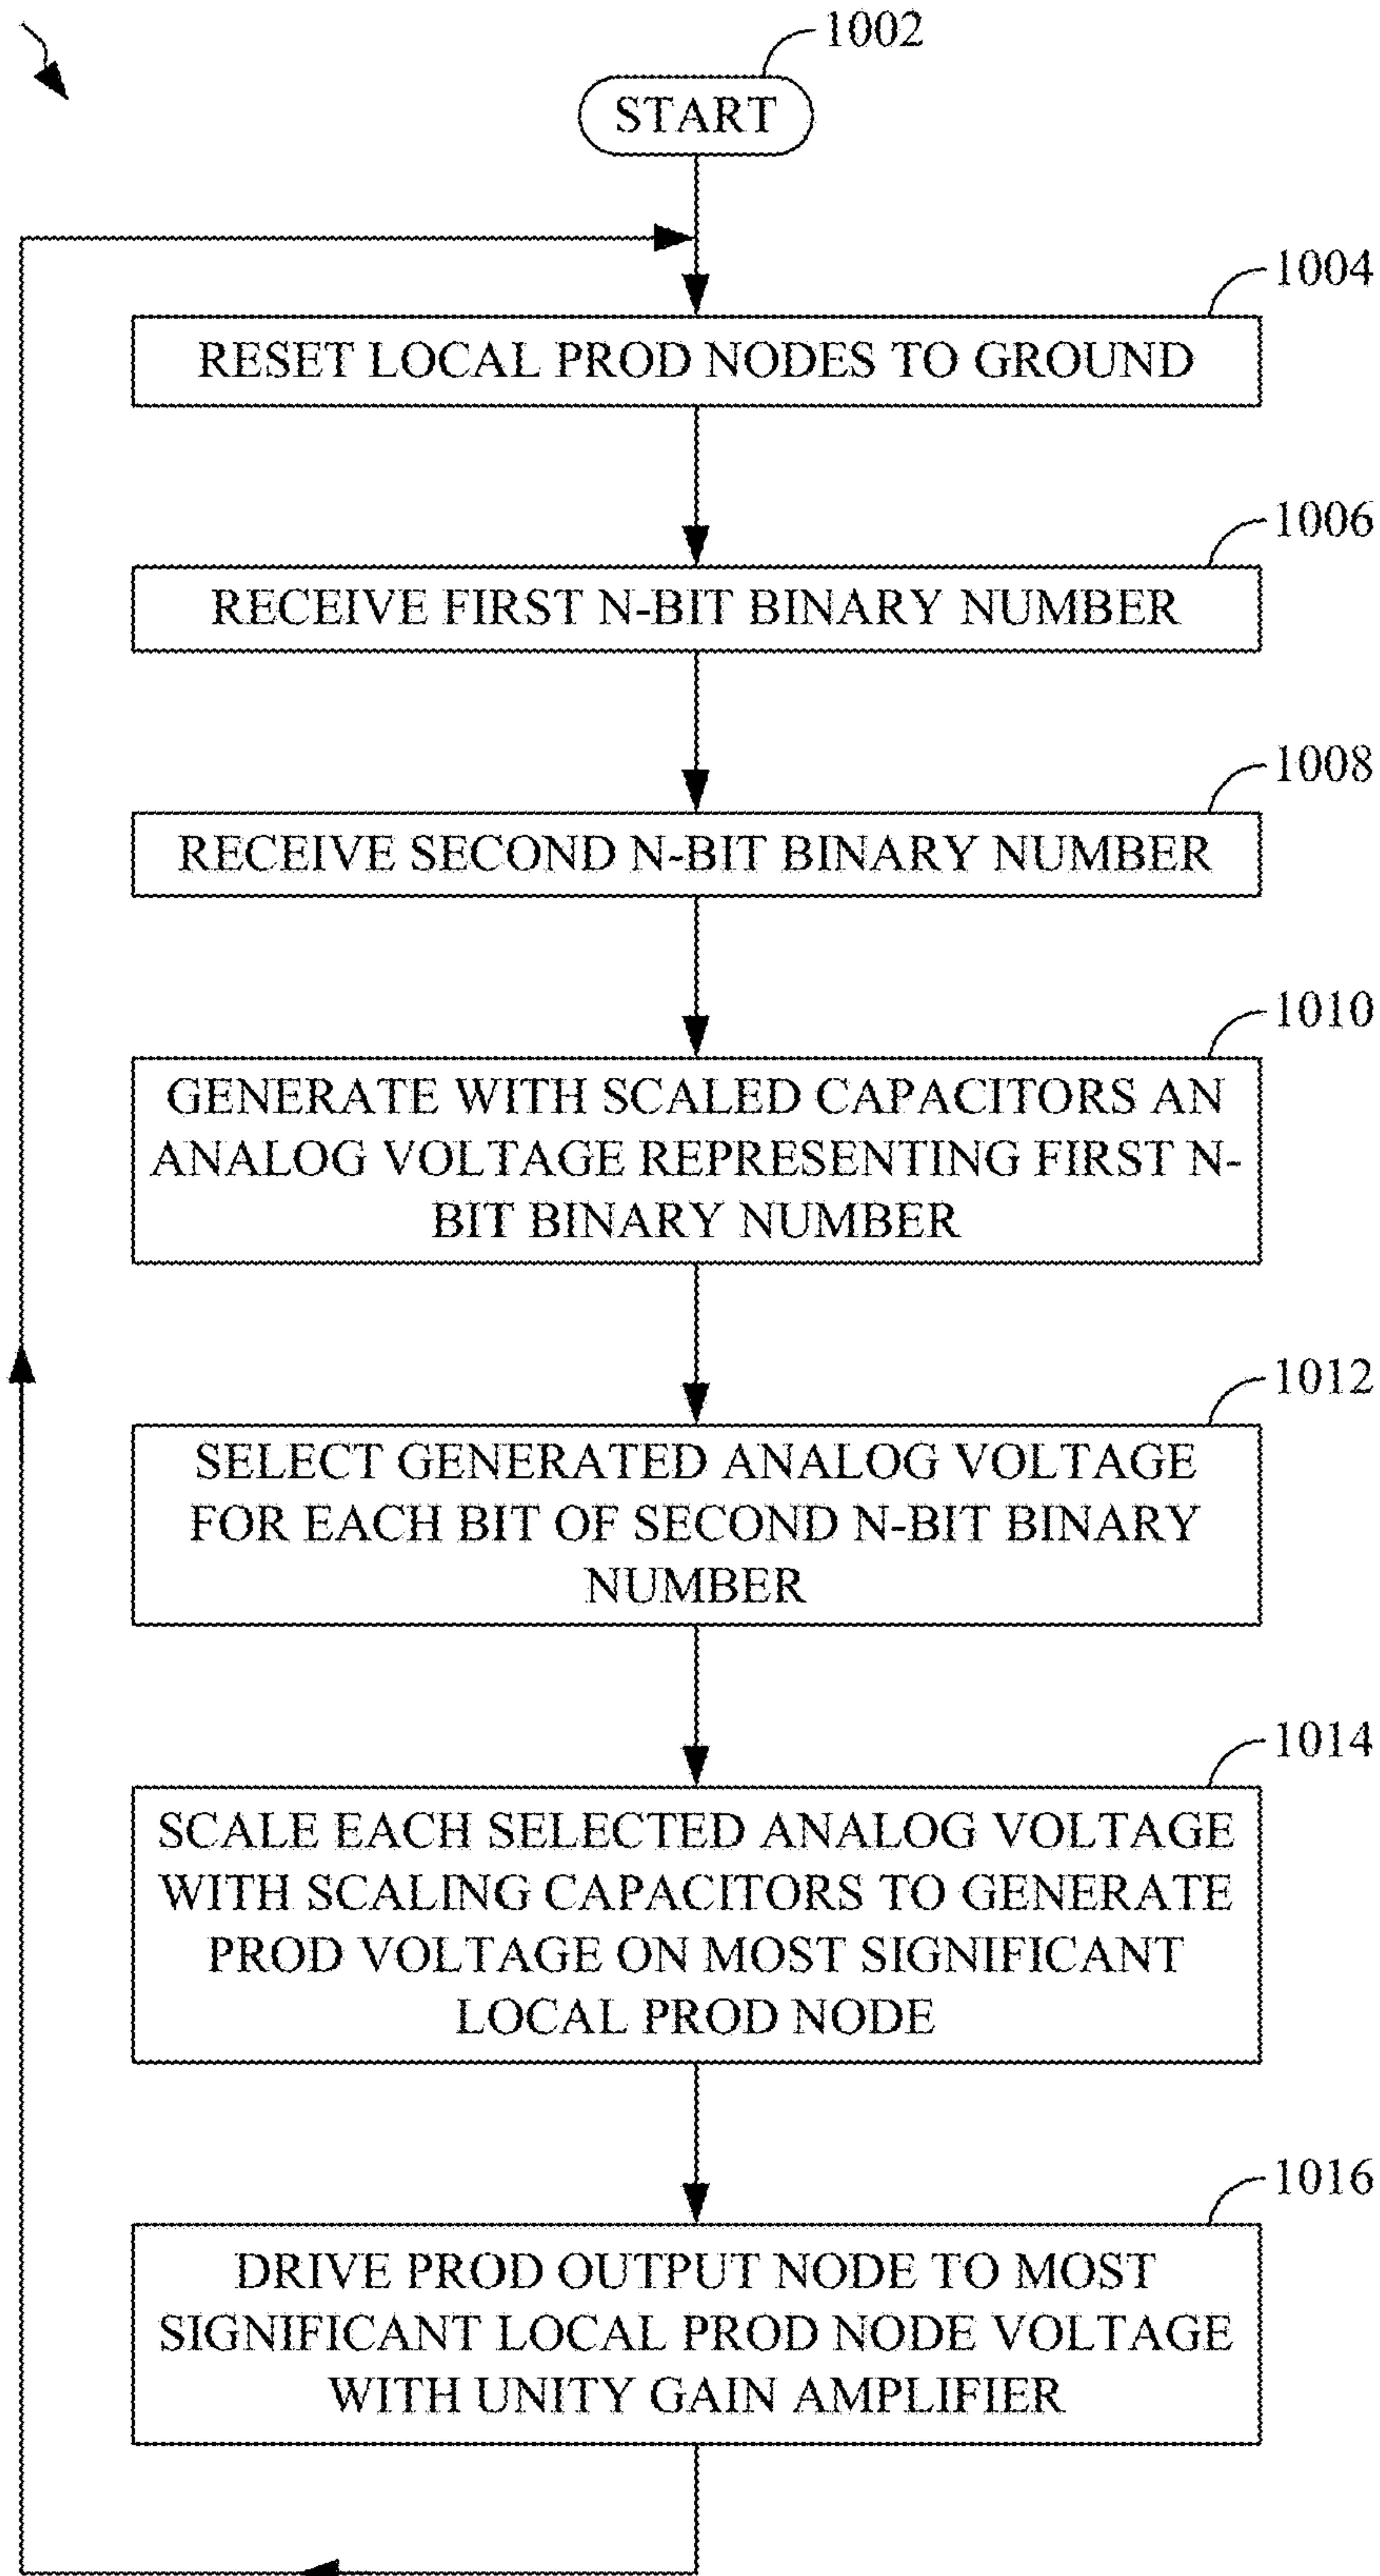 1002
START
1004
RESET LOCAL PROD NODES TO GROUND
1006
RECEIVE FIRST N-BIT BINARY NUMBER
1008
RECEIVE SECOND N-BIT BINARY NUMBER
1010
GENERATE WITH SCALED CAPACITORS AN
ANALOG VOLTAGE REPRESENTING FIRST N-
BIT BINARY NUMBER
1012
SELECT GENERATED ANALOG VOLTAGE
FOR EACH BIT OF SECOND N-BIT BINARY
NUMBER
1014
SCALE EACH SELECTED ANALOG VOLTAGE
WITH SCALING CAPACITORS TO GENERATE
PROD VOLTAGE ON MOST SIGNIFICANT
LOCAL PROD NODE
1016
DRIVE PROD OUTPUT NODE TO MOST
SIGNIFICANT LOCAL PROD NODE VOLTAGE
WITH UNITY GAIN AMPLIFIER